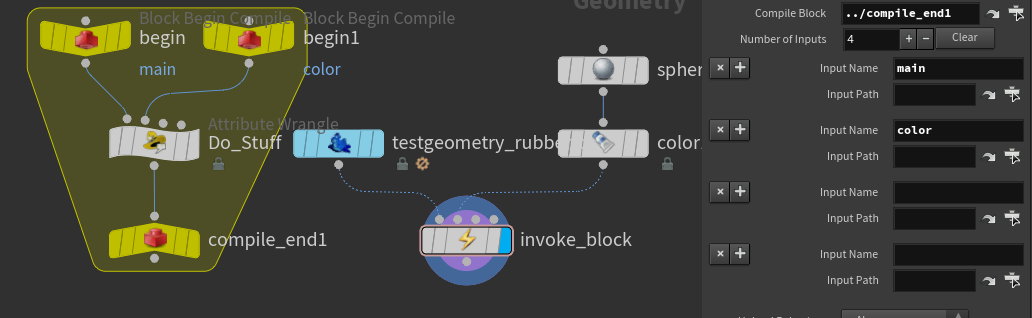 Geometry
Block Begin Compile
Block Begin Compile
begin
begin1
main
color
Attribute Wrangle
Do_Stuff
compile_end1
testgeometry_rubbe
spher
color
invoke_block
Compile Block ../compile_end1
Number of Inputs 4 + − Clear
× + Input Name main
Input Path
× + Input Name color
Input Path
× + Input Name
Input Path
× + Input Name
Input Path